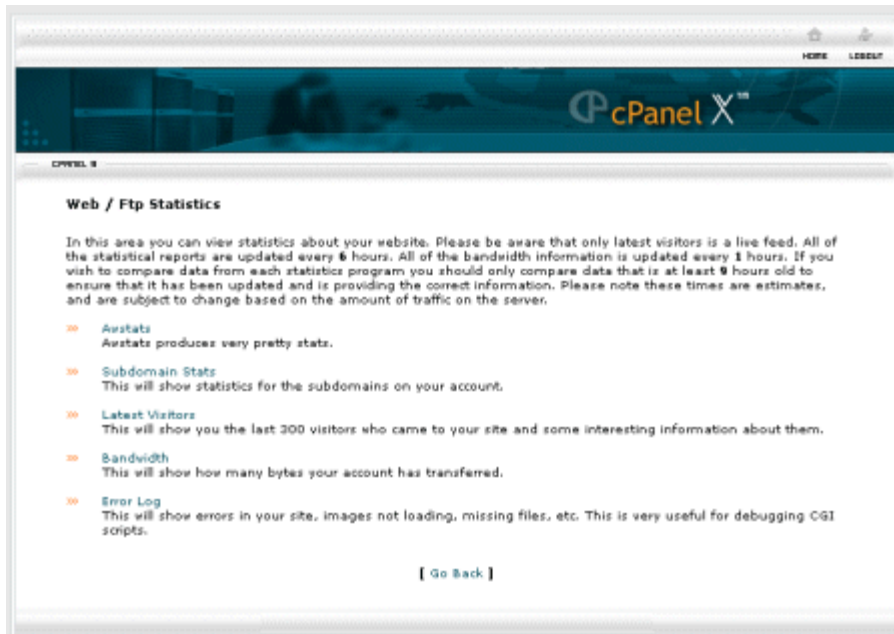 HOME LOGOUT
cPanel X™
CPANEL X
Web / Ftp Statistics
In this area you can view statistics about your website. Please be aware that only latest visitors is a live feed. All of
the statistical reports are updated every 6 hours. All of the bandwidth information is updated every 1 hours. If you
wish to compare data from each statistics program you should only compare data that is at least 9 hours old to
ensure that it has been updated and is providing the correct information. Please note these times are estimates,
and are subject to change based on the amount of traffic on the server.
Awstats
Awstats produces very pretty stats.
Subdomain Stats
This will show statistics for the subdomains on your account.
Latest Visitors
This will show you the last 300 visitors who came to your site and some interesting information about them.
Bandwidth
This will show how many bytes your account has transferred.
Error Log
This will show errors in your site, images not loading, missing files, etc. This is very useful for debugging CGI
scripts.
[ Go Back ]